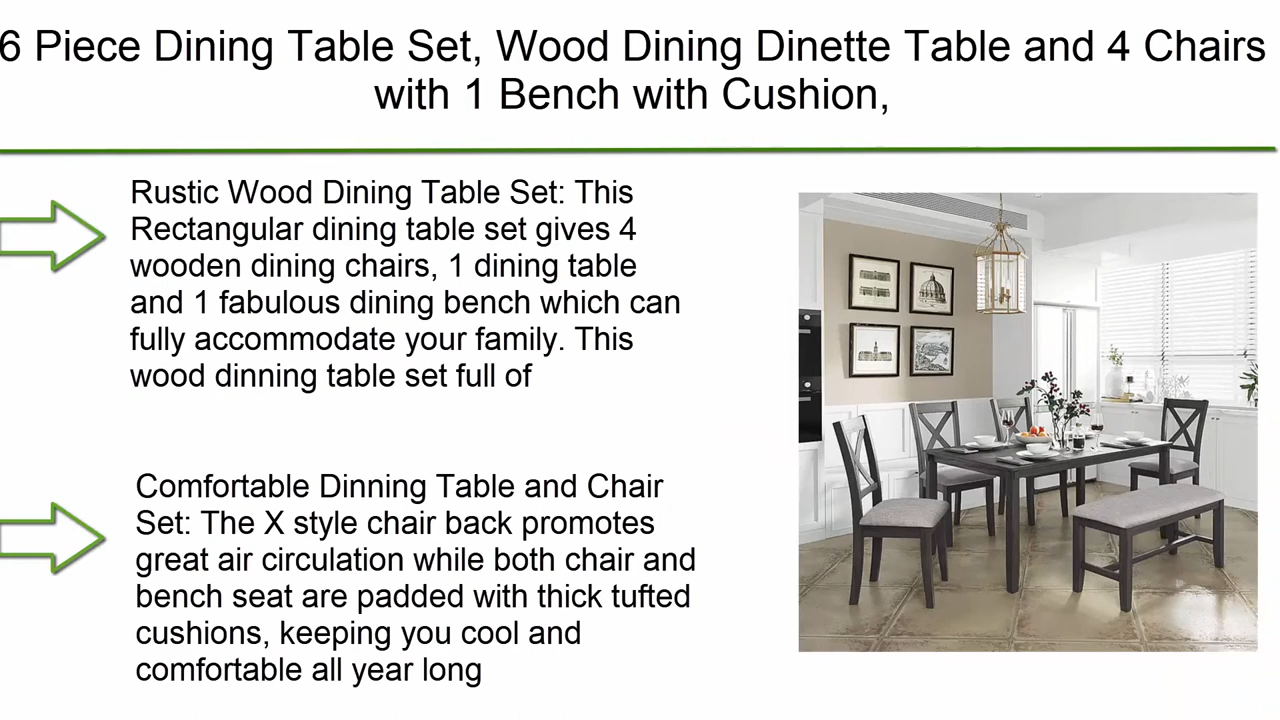 6 Piece Dining Table Set, Wood Dining Dinette Table and 4 Chairs
with 1 Bench with Cushion,
Rustic Wood Dining Table Set: This
Rectangular dining table set gives 4
wooden dining chairs, 1 dining table
and 1 fabulous dining bench which can
fully accommodate your family. This
wood dinning table set full of
Comfortable Dinning Table and Chair
Set: The X style chair back promotes
great air circulation while both chair and
bench seat are padded with thick tufted
cushions, keeping you cool and
comfortable all year long